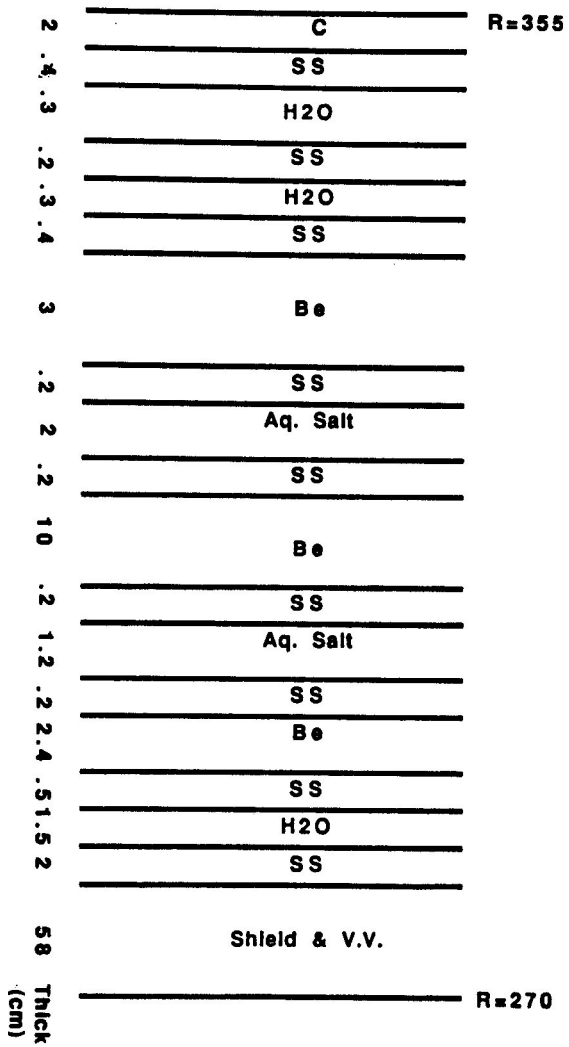 2 C R=355
.4 SS
.3 H2O
.2 SS
.3 H2O
.4 SS
3 Be
.2 SS
2 Aq. Salt
.2 SS
10 Be
.2 SS
1.2 Aq. Salt
.2 SS
2.4 Be
.5 SS
1.5 H2O
2 SS
58 Shield & V.V.
Thick R=270
(cm)